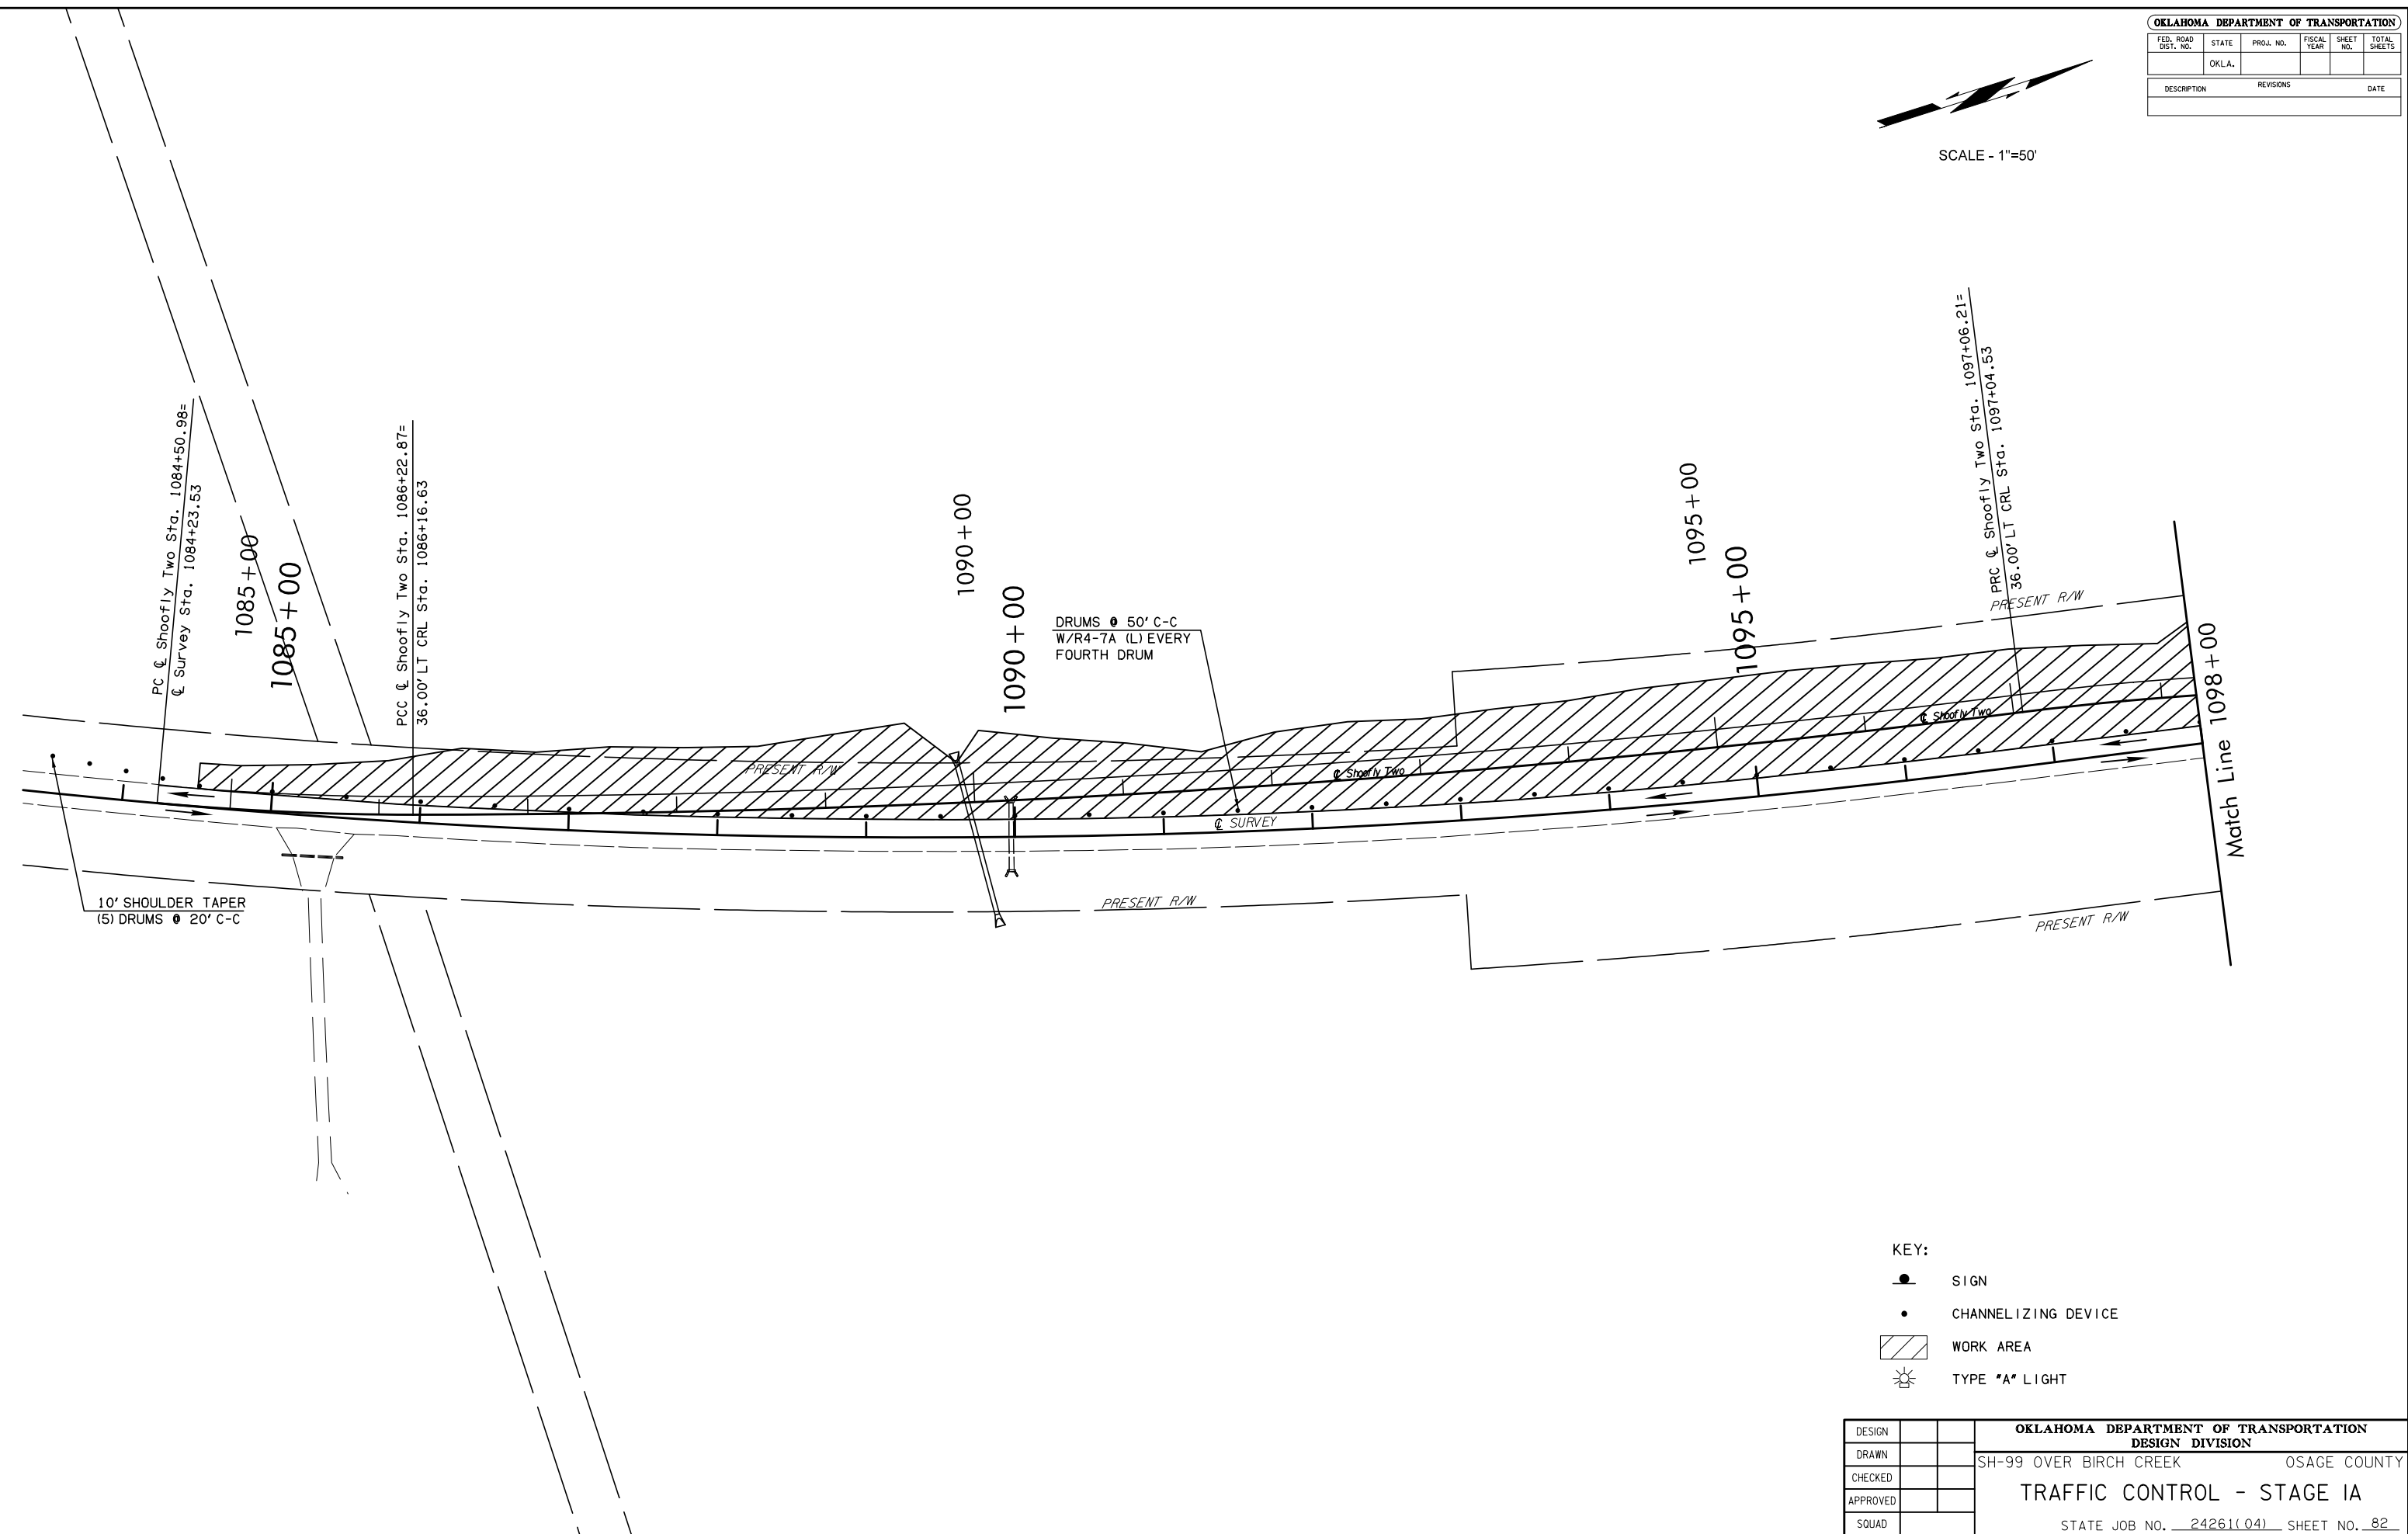 OKLAHOMA DEPARTMENT OF TRANSPORTATION
FED. ROAD DIST. NO.
STATE
PROJ. NO.
FISCAL YEAR
SHEET NO.
TOTAL SHEETS
OKLA.
DESCRIPTION
REVISIONS
DATE
SCALE - 1"=50'
PC ℄ Shoofly Two Sta. 1084+50.98=
℄ Survey Sta. 1084+23.53
1085+00
1085+00
PCC ℄ Shoofly Two Sta. 1086+22.87=
36.00' LT CRL Sta. 1086+16.63
1090+00
1090+00
DRUMS @ 50' C-C
W/R4-7A (L) EVERY
FOURTH DRUM
1095+00
1095+00
PRC ℄ Shoofly Two Sta. 1097+06.21=
36.00' LT CRL Sta. 1097+04.53
PRESENT R/W
PRESENT R/W
℄ Shoofly Two
℄ Shoofly Two
℄ SURVEY
Match Line 1098+00
10' SHOULDER TAPER
(5) DRUMS @ 20' C-C
PRESENT R/W
PRESENT R/W
KEY:
SIGN
CHANNELIZING DEVICE
WORK AREA
TYPE "A" LIGHT
DESIGN
DRAWN
CHECKED
APPROVED
SQUAD
OKLAHOMA DEPARTMENT OF TRANSPORTATION
DESIGN DIVISION
SH-99 OVER BIRCH CREEK OSAGE COUNTY
TRAFFIC CONTROL - STAGE IA
STATE JOB NO. 24261(04) SHEET NO. 82